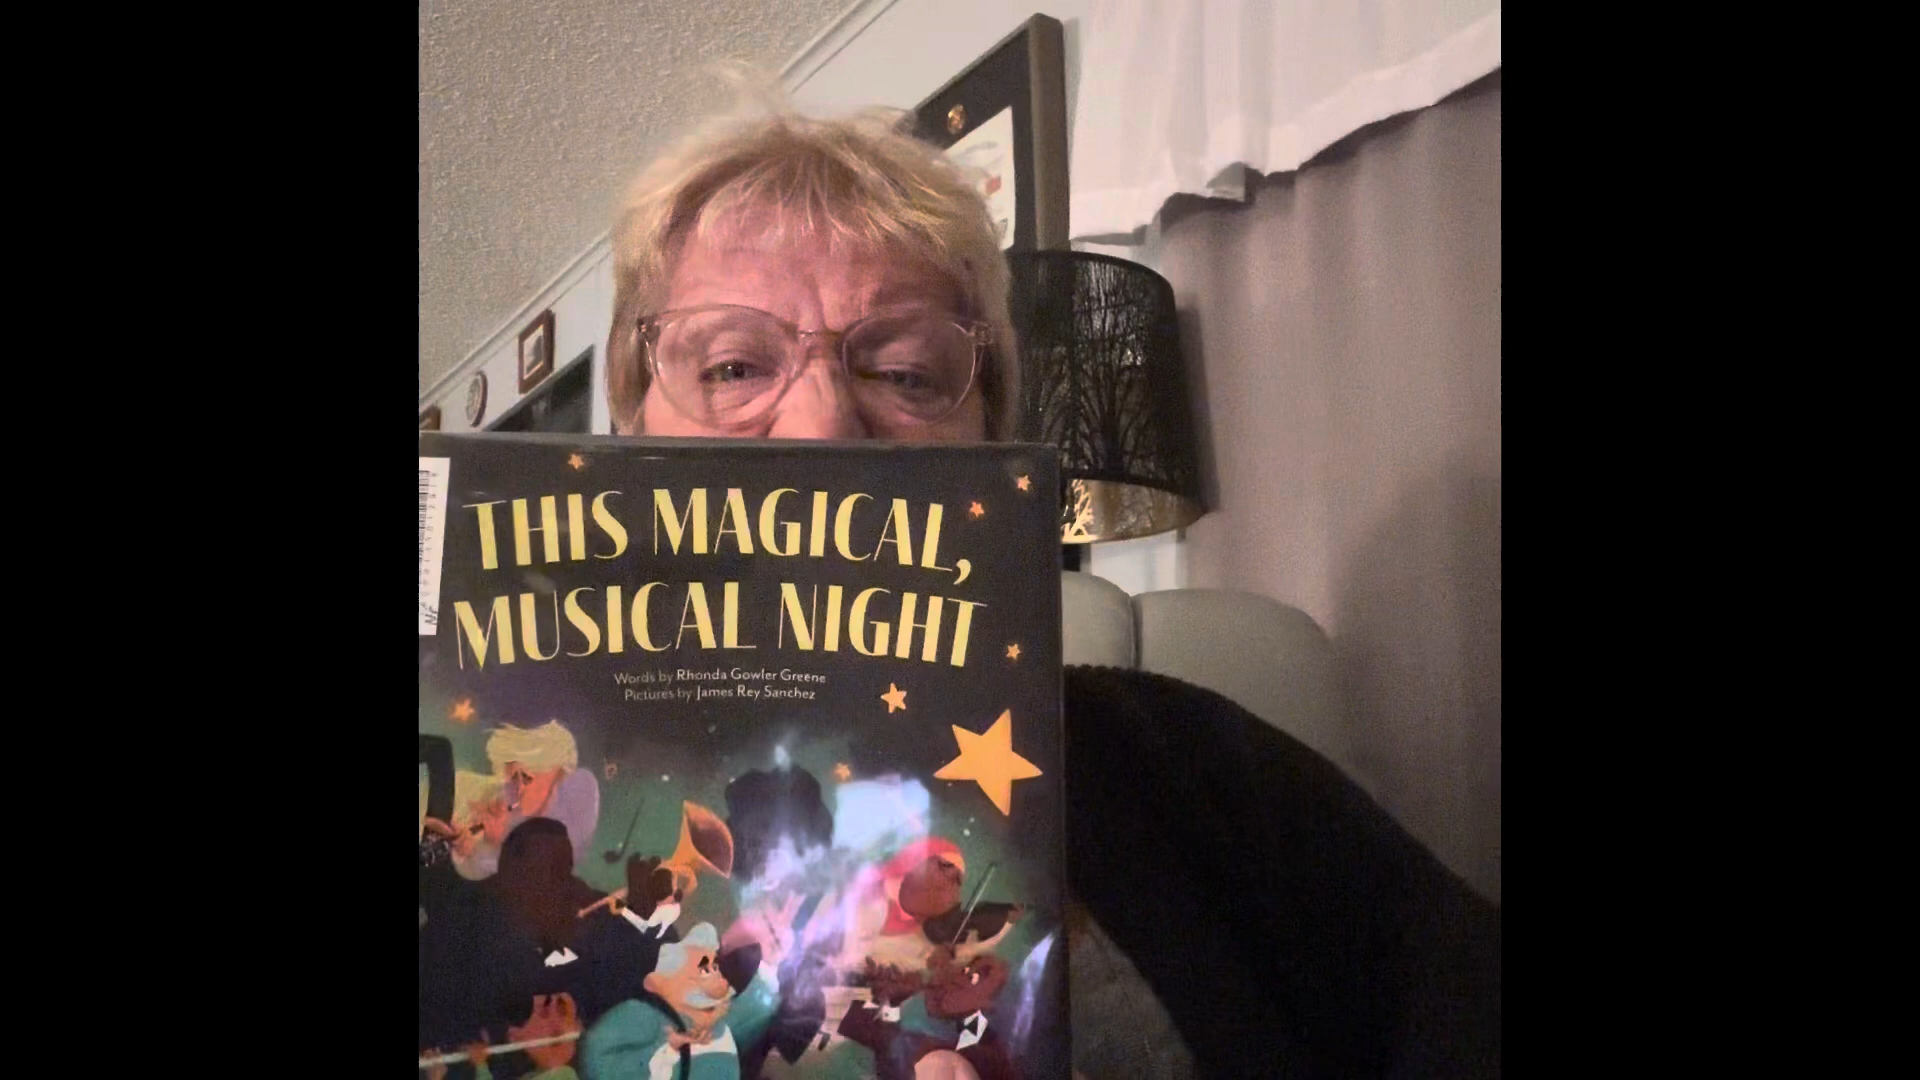 THIS MAGICAL,
MUSICAL NIGHT
Words by Rhonda Gowler Greene
Pictures by James Rey Sanchez